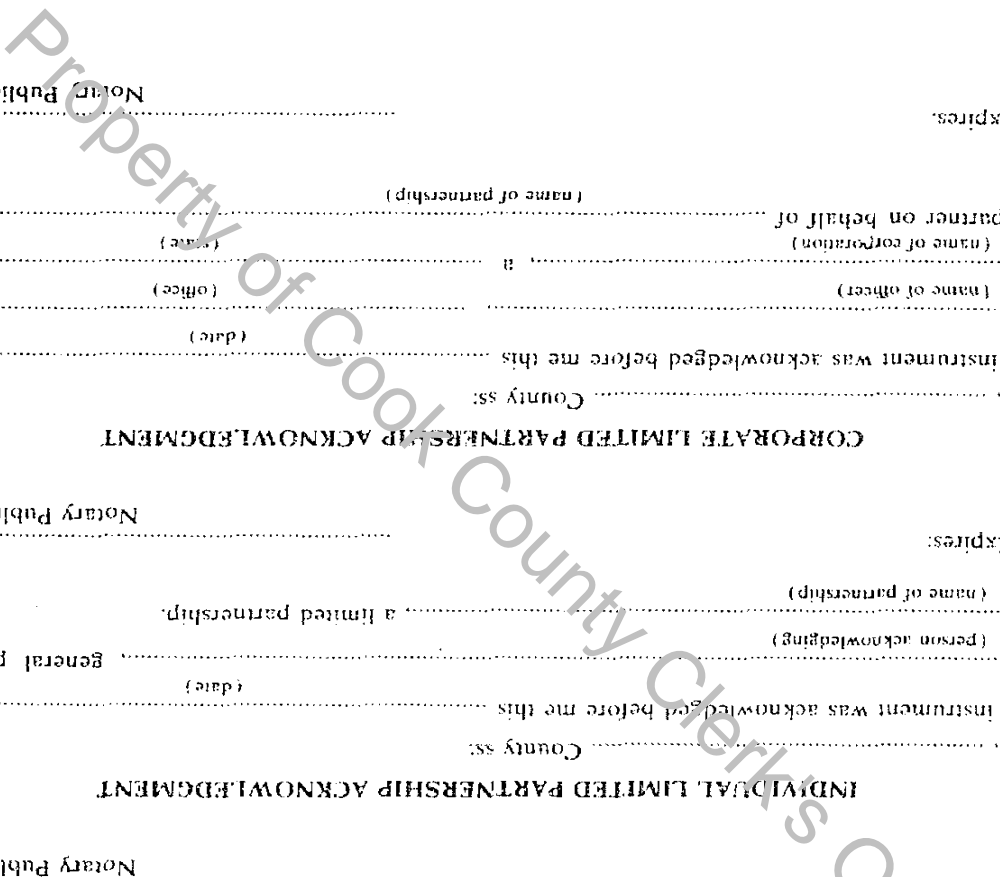 Notary Publi
INDIVIDUAL LIMITED PARTNERSHIP ACKNOWLEDGMENT
County ss:
instrument was acknowledged before me this
(date)
general p
(person acknowledging)
, a limited partnership.
(name of partnership)
xpires:
Notary Publi
CORPORATE LIMITED PARTNERSHIP ACKNOWLEDGMENT
County ss:
instrument was acknowledged before me this
(date)
(name of officer) (office)
, a
(name of corporation) (state)
partner on behalf of
(name of partnership)
xpires:
Notary Public
Property of Cook County Clerk's O